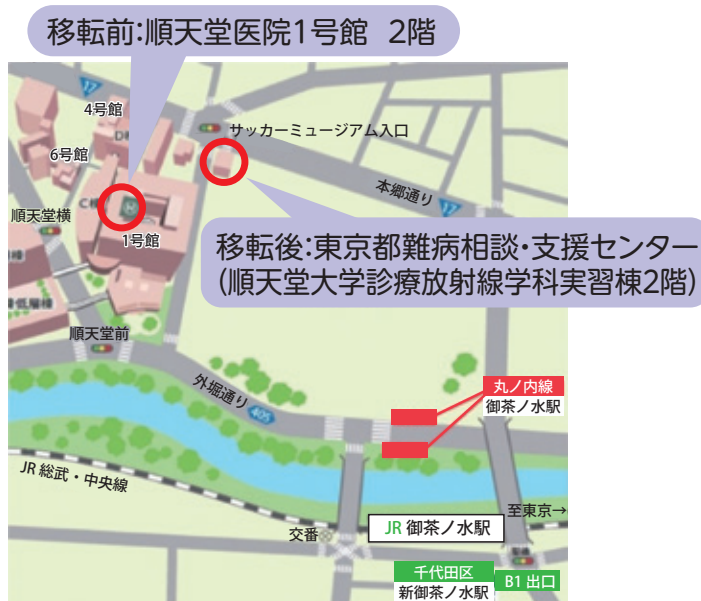 移転前:順天堂医院1号館 2階
17
4号館
サッカーミュージアム入口
6号館
本郷通り
17
順天堂横
1号館
移転後:東京都難病相談・支援センター
(順天堂大学診療放射線学科実習棟2階)
順天堂前
外堀通り
405
丸ノ内線
御茶ノ水駅
JR 総武・中央線
至東京→
交番
JR 御茶ノ水駅
千代田区
新御茶ノ水駅
B1 出口